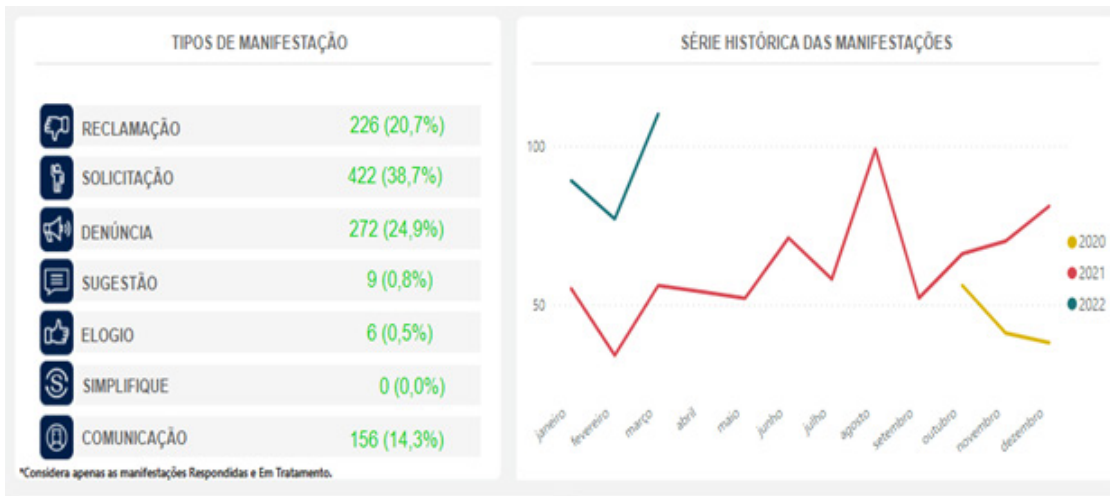 TIPOS DE MANIFESTAÇÃO
RECLAMAÇÃO 226 (20,7%)
SOLICITAÇÃO 422 (38,7%)
DENÚNCIA 272 (24,9%)
SUGESTÃO 9 (0,8%)
ELOGIO 6 (0,5%)
SIMPLIFIQUE 0 (0,0%)
COMUNICAÇÃO 156 (14,3%)
*Considera apenas as manifestações Respondidas e Em Tratamento.
SÉRIE HISTÓRICA DAS MANIFESTAÇÕES
100
50
janeiro
fevereiro
março
abril
maio
junho
julho
agosto
setembro
outubro
novembro
dezembro
2020
2021
2022